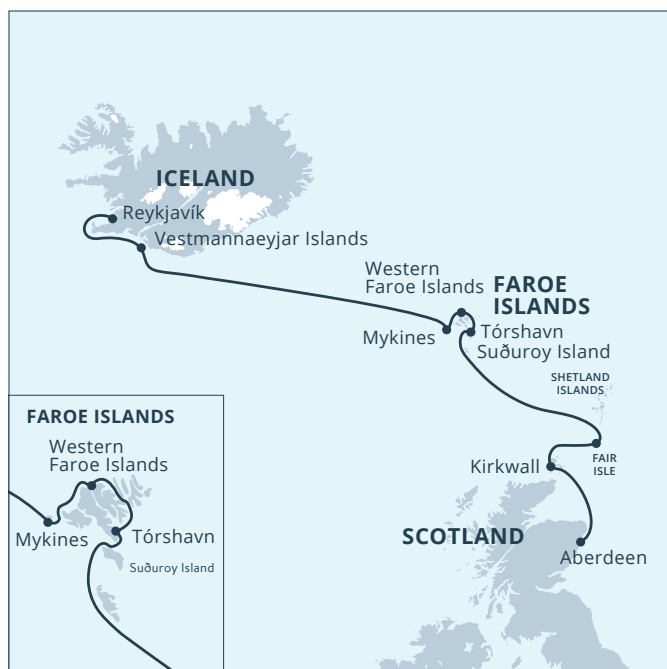 ICELAND
Reykjavík
Vestmannaeyjar Islands
Western
Faroe Islands
FAROE
ISLANDS
Mykines
Tórshavn
Suðuroy Island
SHETLAND
ISLANDS
FAIR
ISLE
Kirkwall
SCOTLAND
Aberdeen
FAROE ISLANDS
Western
Faroe Islands
Mykines
Tórshavn
Suðuroy Island